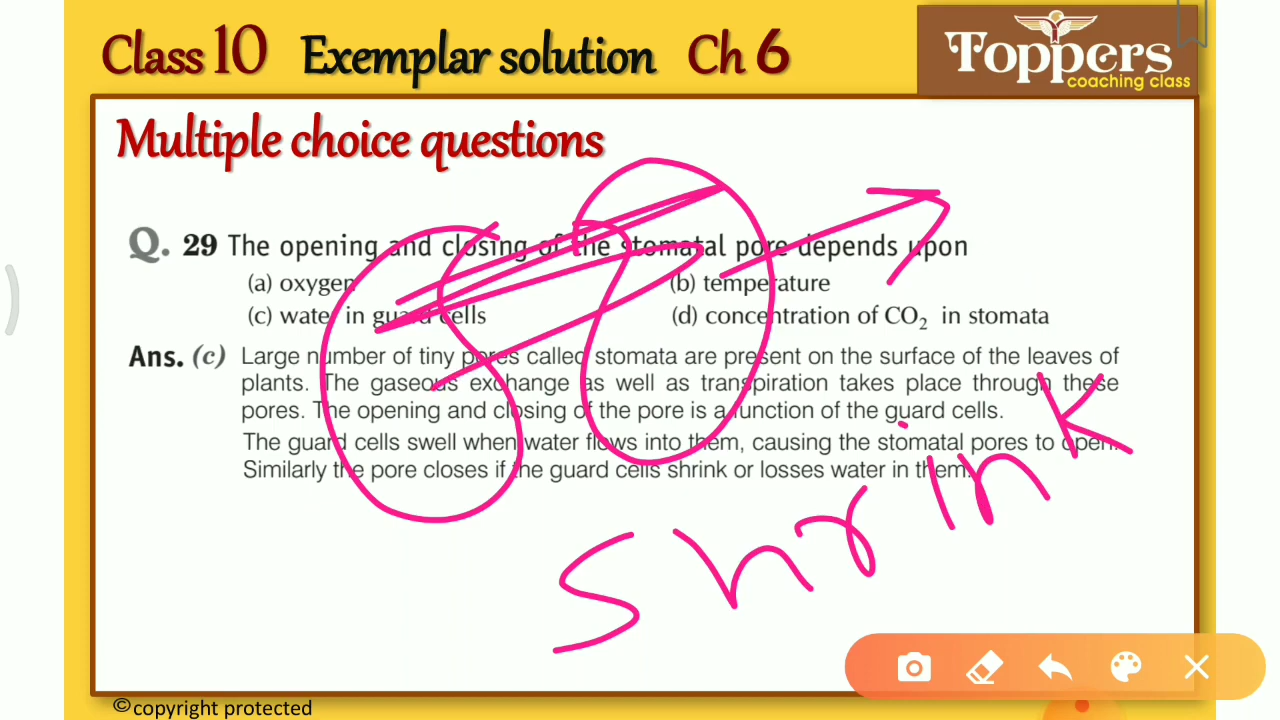 Class 10 Exemplar solution Ch 6
Toppers
coaching class
Multiple choice questions
Q. 29 The opening and closing of the stomatal pore depends upon
(a) oxygen (b) temperature
(c) water in guard cells (d) concentration of CO₂ in stomata
Ans. (c) Large number of tiny pores called stomata are present on the surface of the leaves of
plants. The gaseous exchange as well as transpiration takes place through these
pores. The opening and closing of the pore is a function of the guard cells.
The guard cells swell when water flows into them, causing the stomatal pores to open.
Similarly the pore closes if the guard cells shrink or losses water in them.
Shrink
©copyright protected